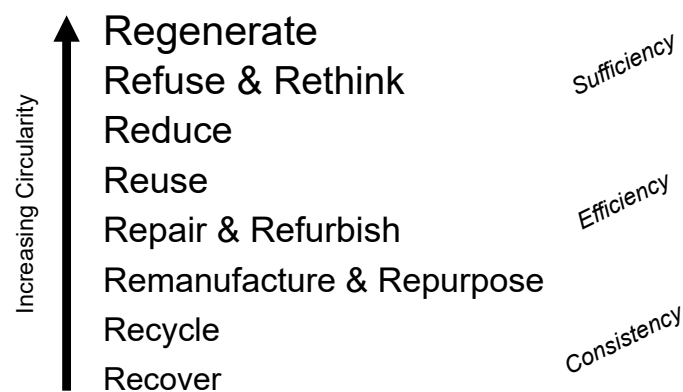 Increasing Circularity
Regenerate
Refuse & Rethink
Reduce
Reuse
Repair & Refurbish
Remanufacture & Repurpose
Recycle
Recover
Sufficiency
Efficiency
Consistency